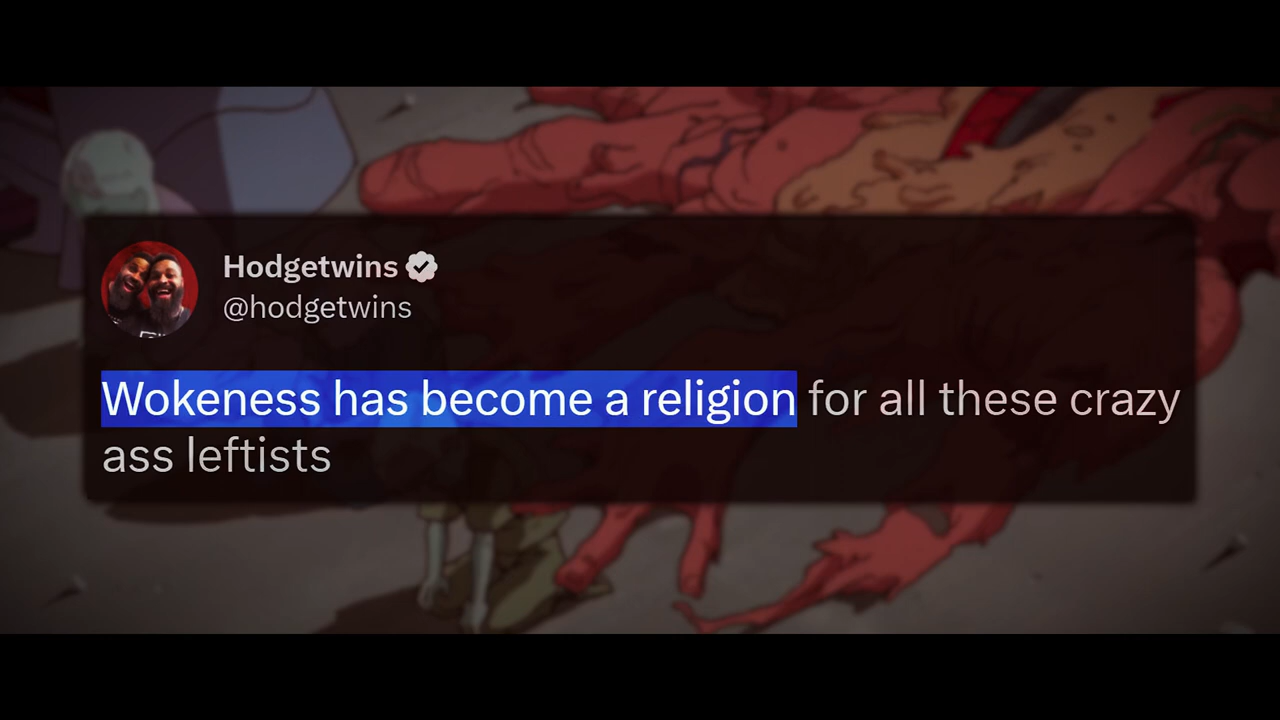 Hodgetwins
@hodgetwins
Wokeness has become a religion for all these crazy
ass leftists